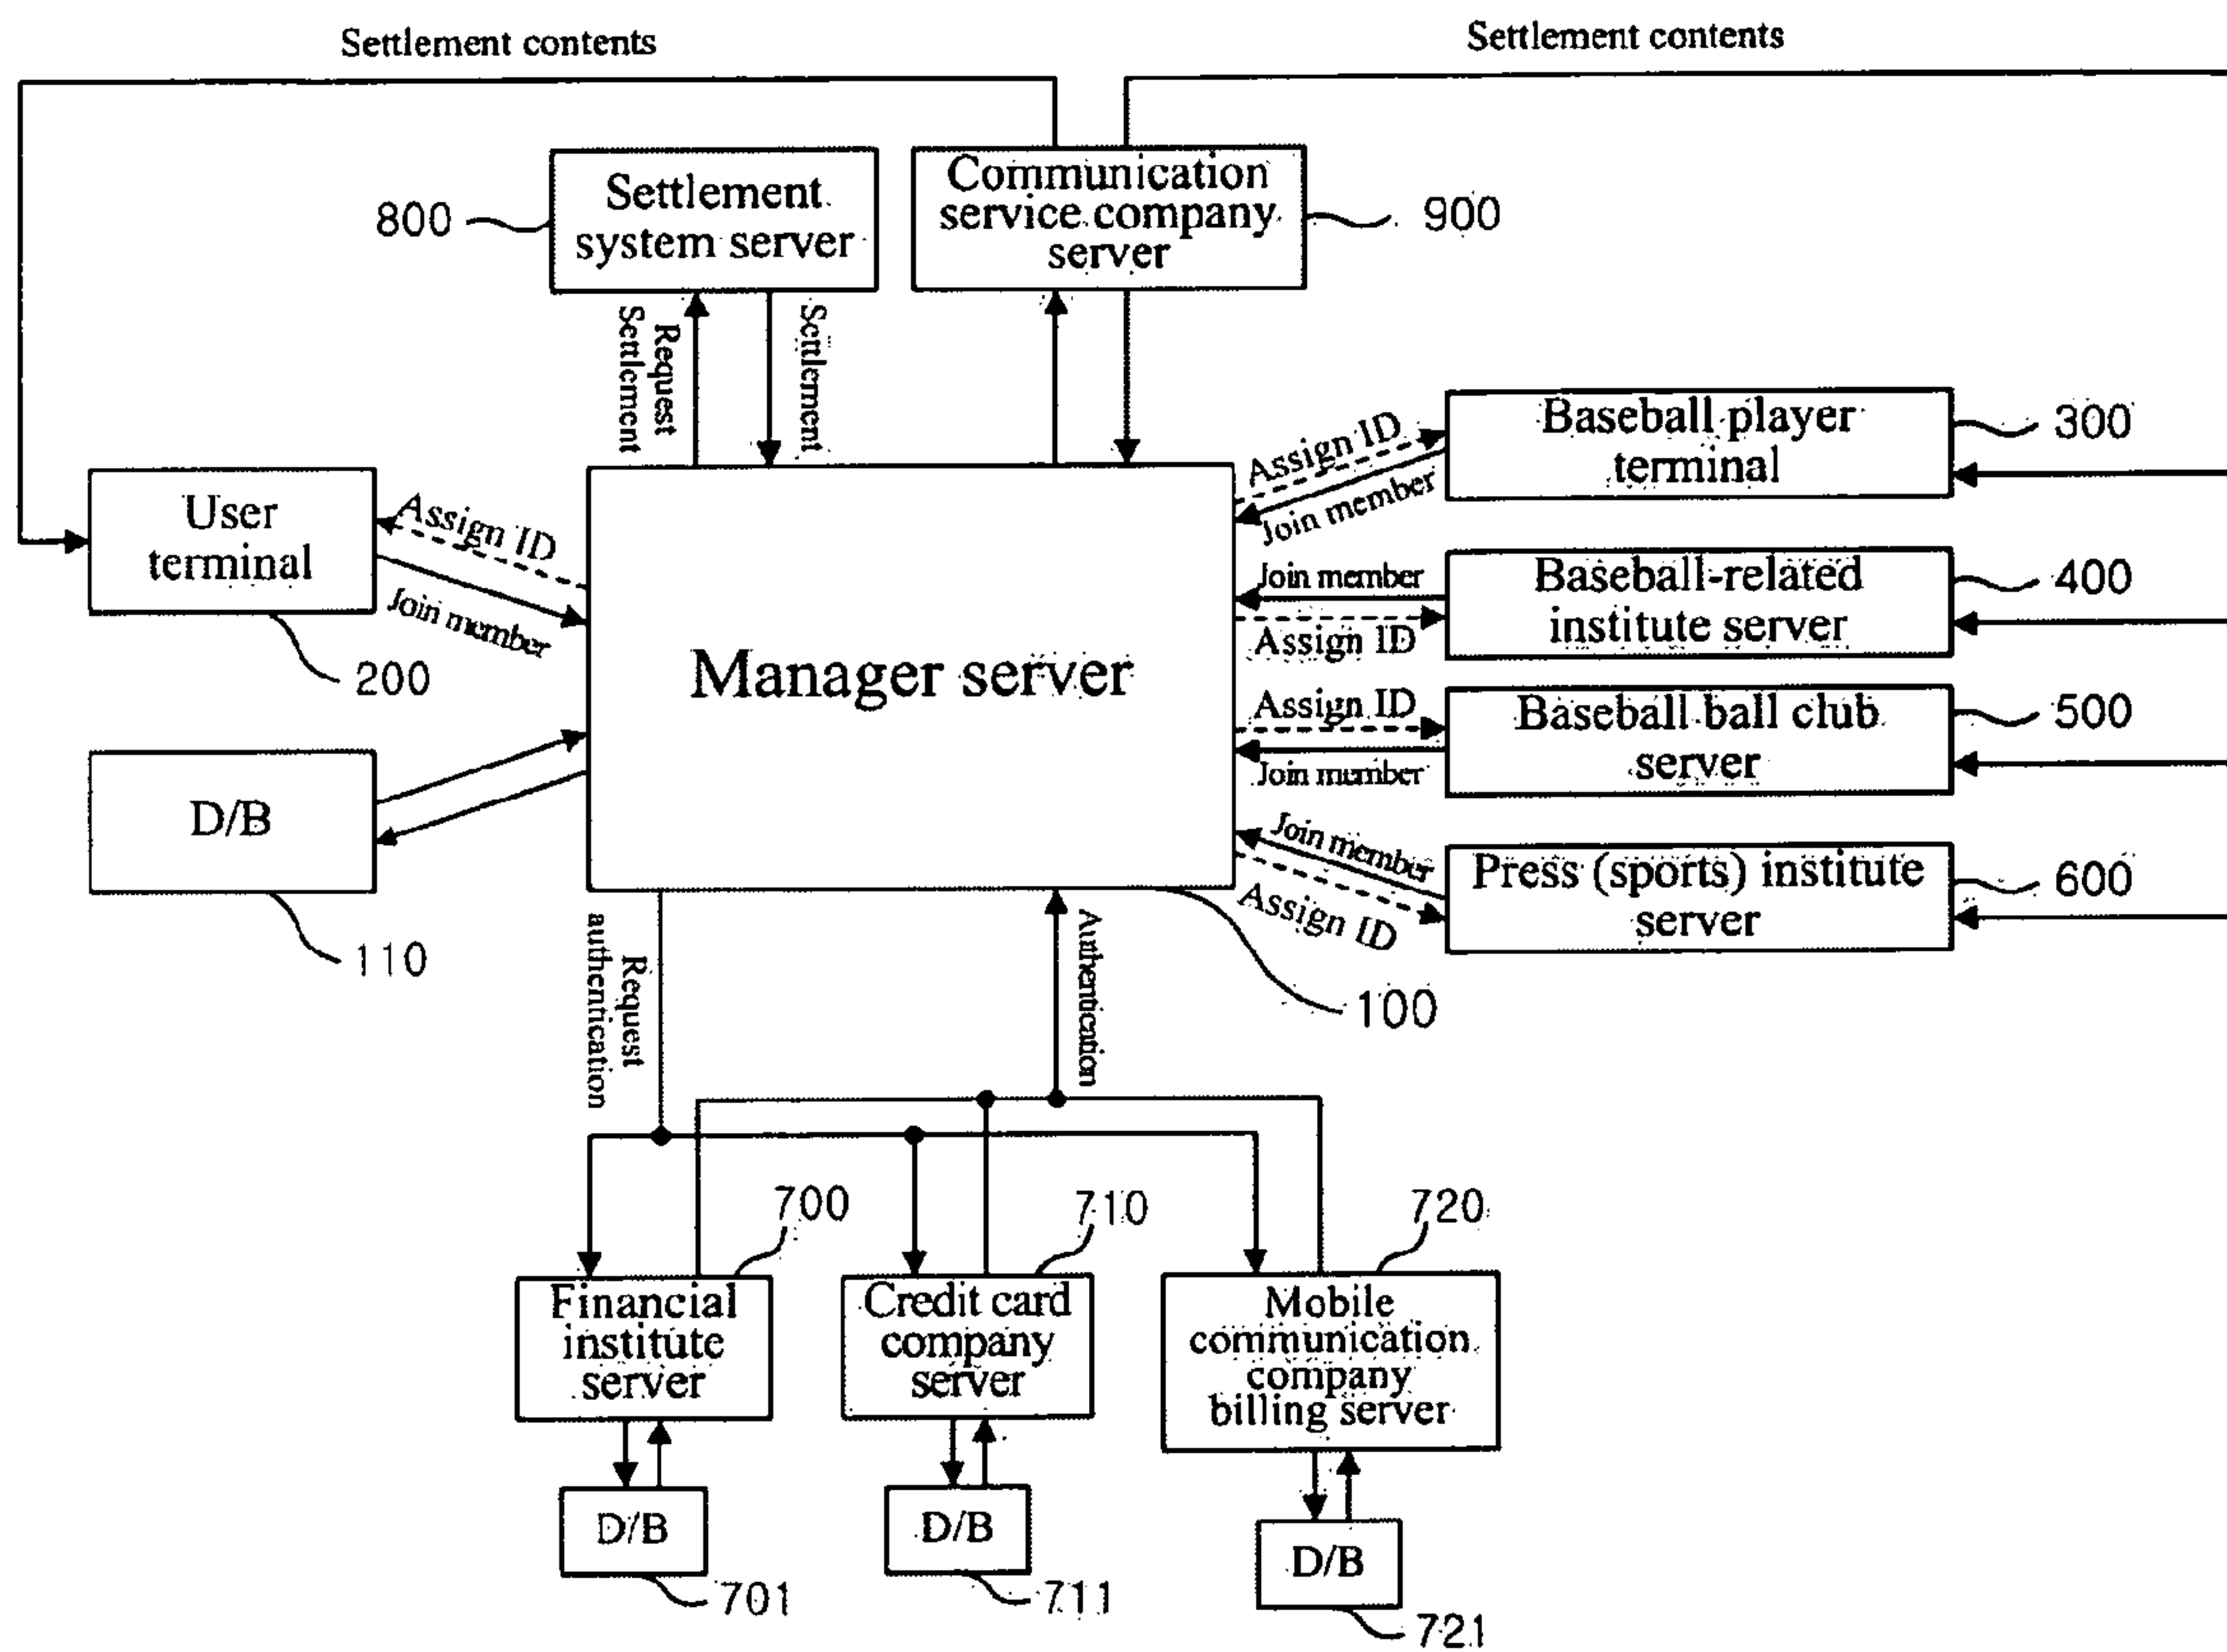 Settlement contents
Settlement contents
Settlement
system server
800
Communication
service company
server
900
Request
Settlement
Settlement
User
terminal
200
Assign ID
Join member
D/B
110
Manager server
100
Assign ID
Join member
Baseball player
terminal
300
Join member
Assign ID
Baseball-related
institute server
400
Assign ID
Join member
Baseball ball club
server
500
Join member
Assign ID
Press (sports) institute
server
600
Request
authentication
Authentication
700
Financial
institute
server
710
Credit card
company
server
720
Mobile
communication
company
billing server
D/B
701
D/B
711
D/B
721